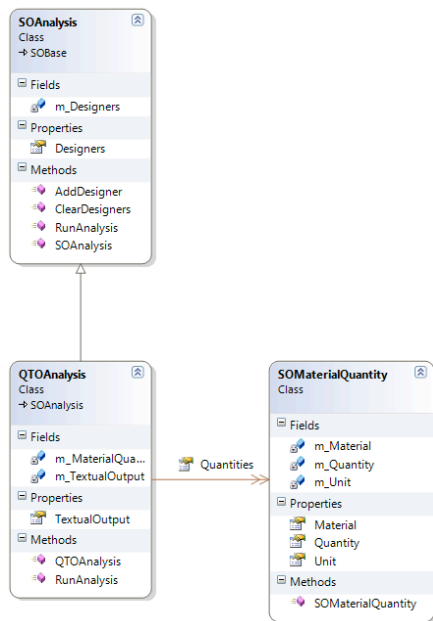 SOAnalysis
Class
SOBase
Fields
m_Designers
Properties
Designers
Methods
AddDesigner
ClearDesigners
RunAnalysis
SOAnalysis
QTOAnalysis
Class
SOAnalysis
Fields
m_MaterialQua...
m_TextualOutput
Properties
TextualOutput
Methods
QTOAnalysis
RunAnalysis
Quantities
SOMaterialQuantity
Class
Fields
m_Material
m_Quantity
m_Unit
Properties
Material
Quantity
Unit
Methods
SOMaterialQuantity